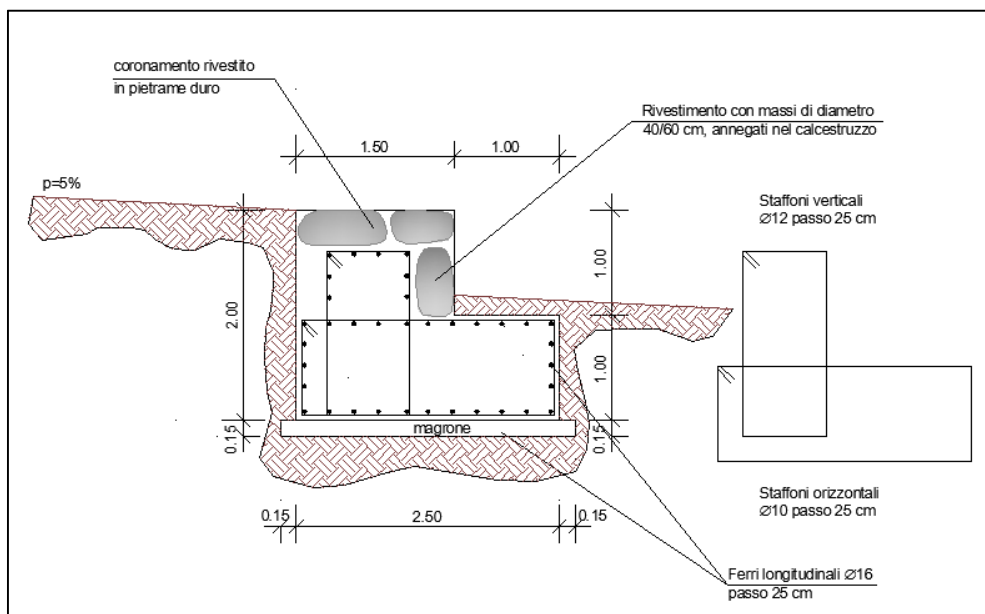 coronamento rivestito
in pietrame duro
Rivestimento con massi di diametro
40/60 cm, annegati nel calcestruzzo
1.50
1.00
p=5%
Staffoni verticali
Ø12 passo 25 cm
2.00
1.00
1.00
magrone
0.15
0.15
0.15
2.50
0.15
Staffoni orizzontali
Ø10 passo 25 cm
Ferri longitudinali Ø16
passo 25 cm